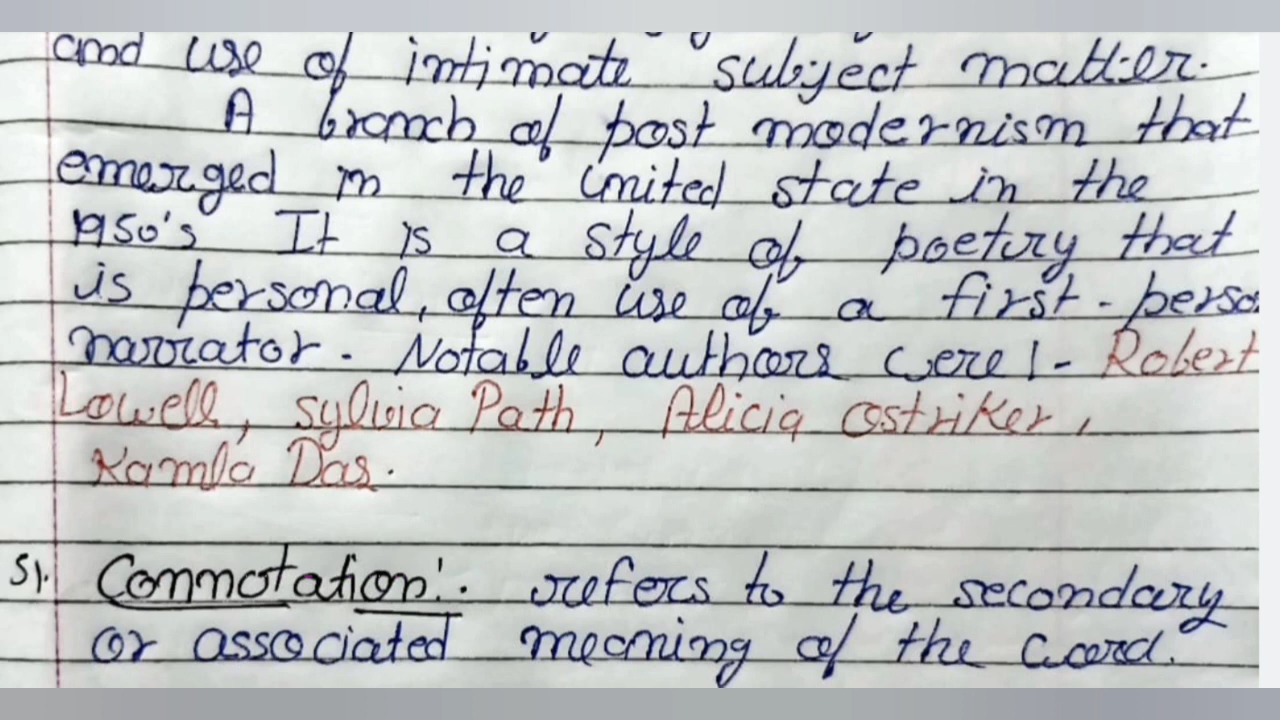 and use of intimate subject matter.
A branch of post modernism that
emerged in the united state in the
1950's It is a style of poetry that
is personal, often use of a first-perso
narrator. Notable authors were :- Robert
Lowell, sylvia Path, Alicia Ostriker,
Kamla Das.
5). Connotation:- refers to the secondary
or associated meaning of the word.